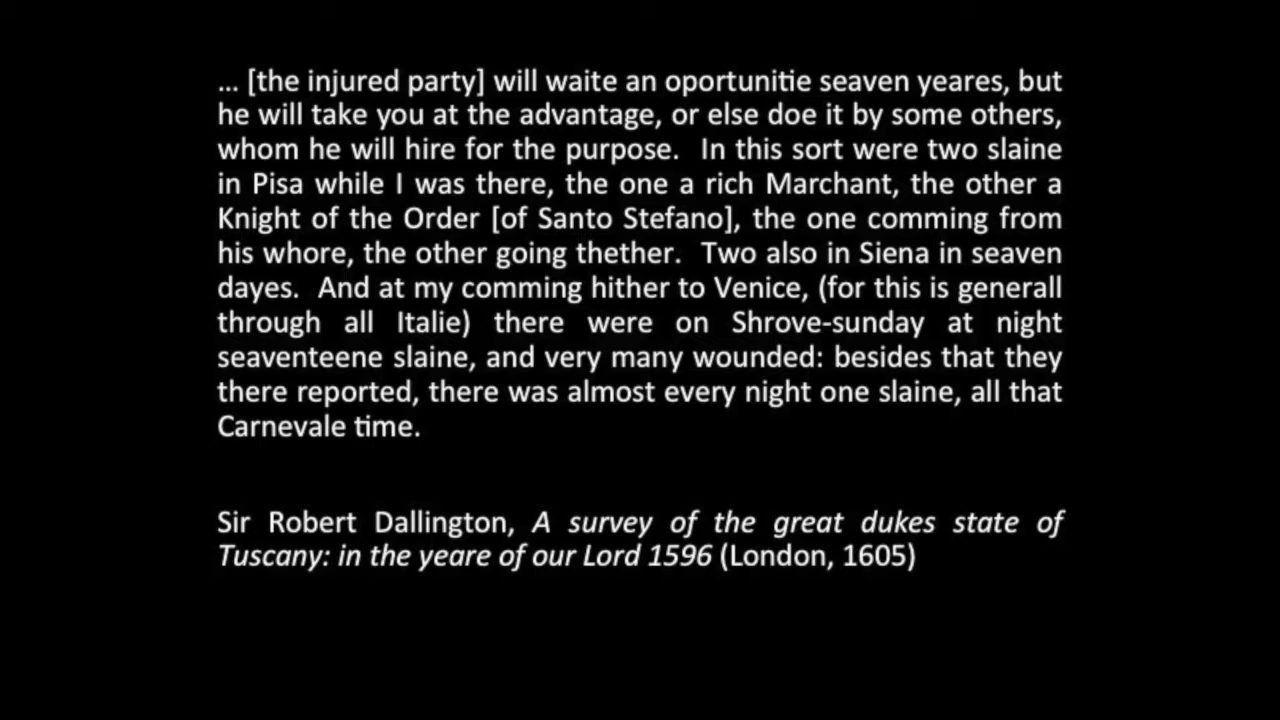 … [the injured party] will waite an oportunitie seaven yeares, but
he will take you at the advantage, or else doe it by some others,
whom he will hire for the purpose.  In this sort were two slaine
in Pisa while I was there, the one a rich Marchant, the other a
Knight of the Order [of Santo Stefano], the one comming from
his whore, the other going thether.  Two also in Siena in seaven
dayes.  And at my comming hither to Venice, (for this is generall
through all Italie) there were on Shrove-sunday at night
seaventeene slaine, and very many wounded: besides that they
there reported, there was almost every night one slaine, all that
Carnevale time.
Sir Robert Dallington, A survey of the great dukes state of
Tuscany: in the yeare of our Lord 1596 (London, 1605)